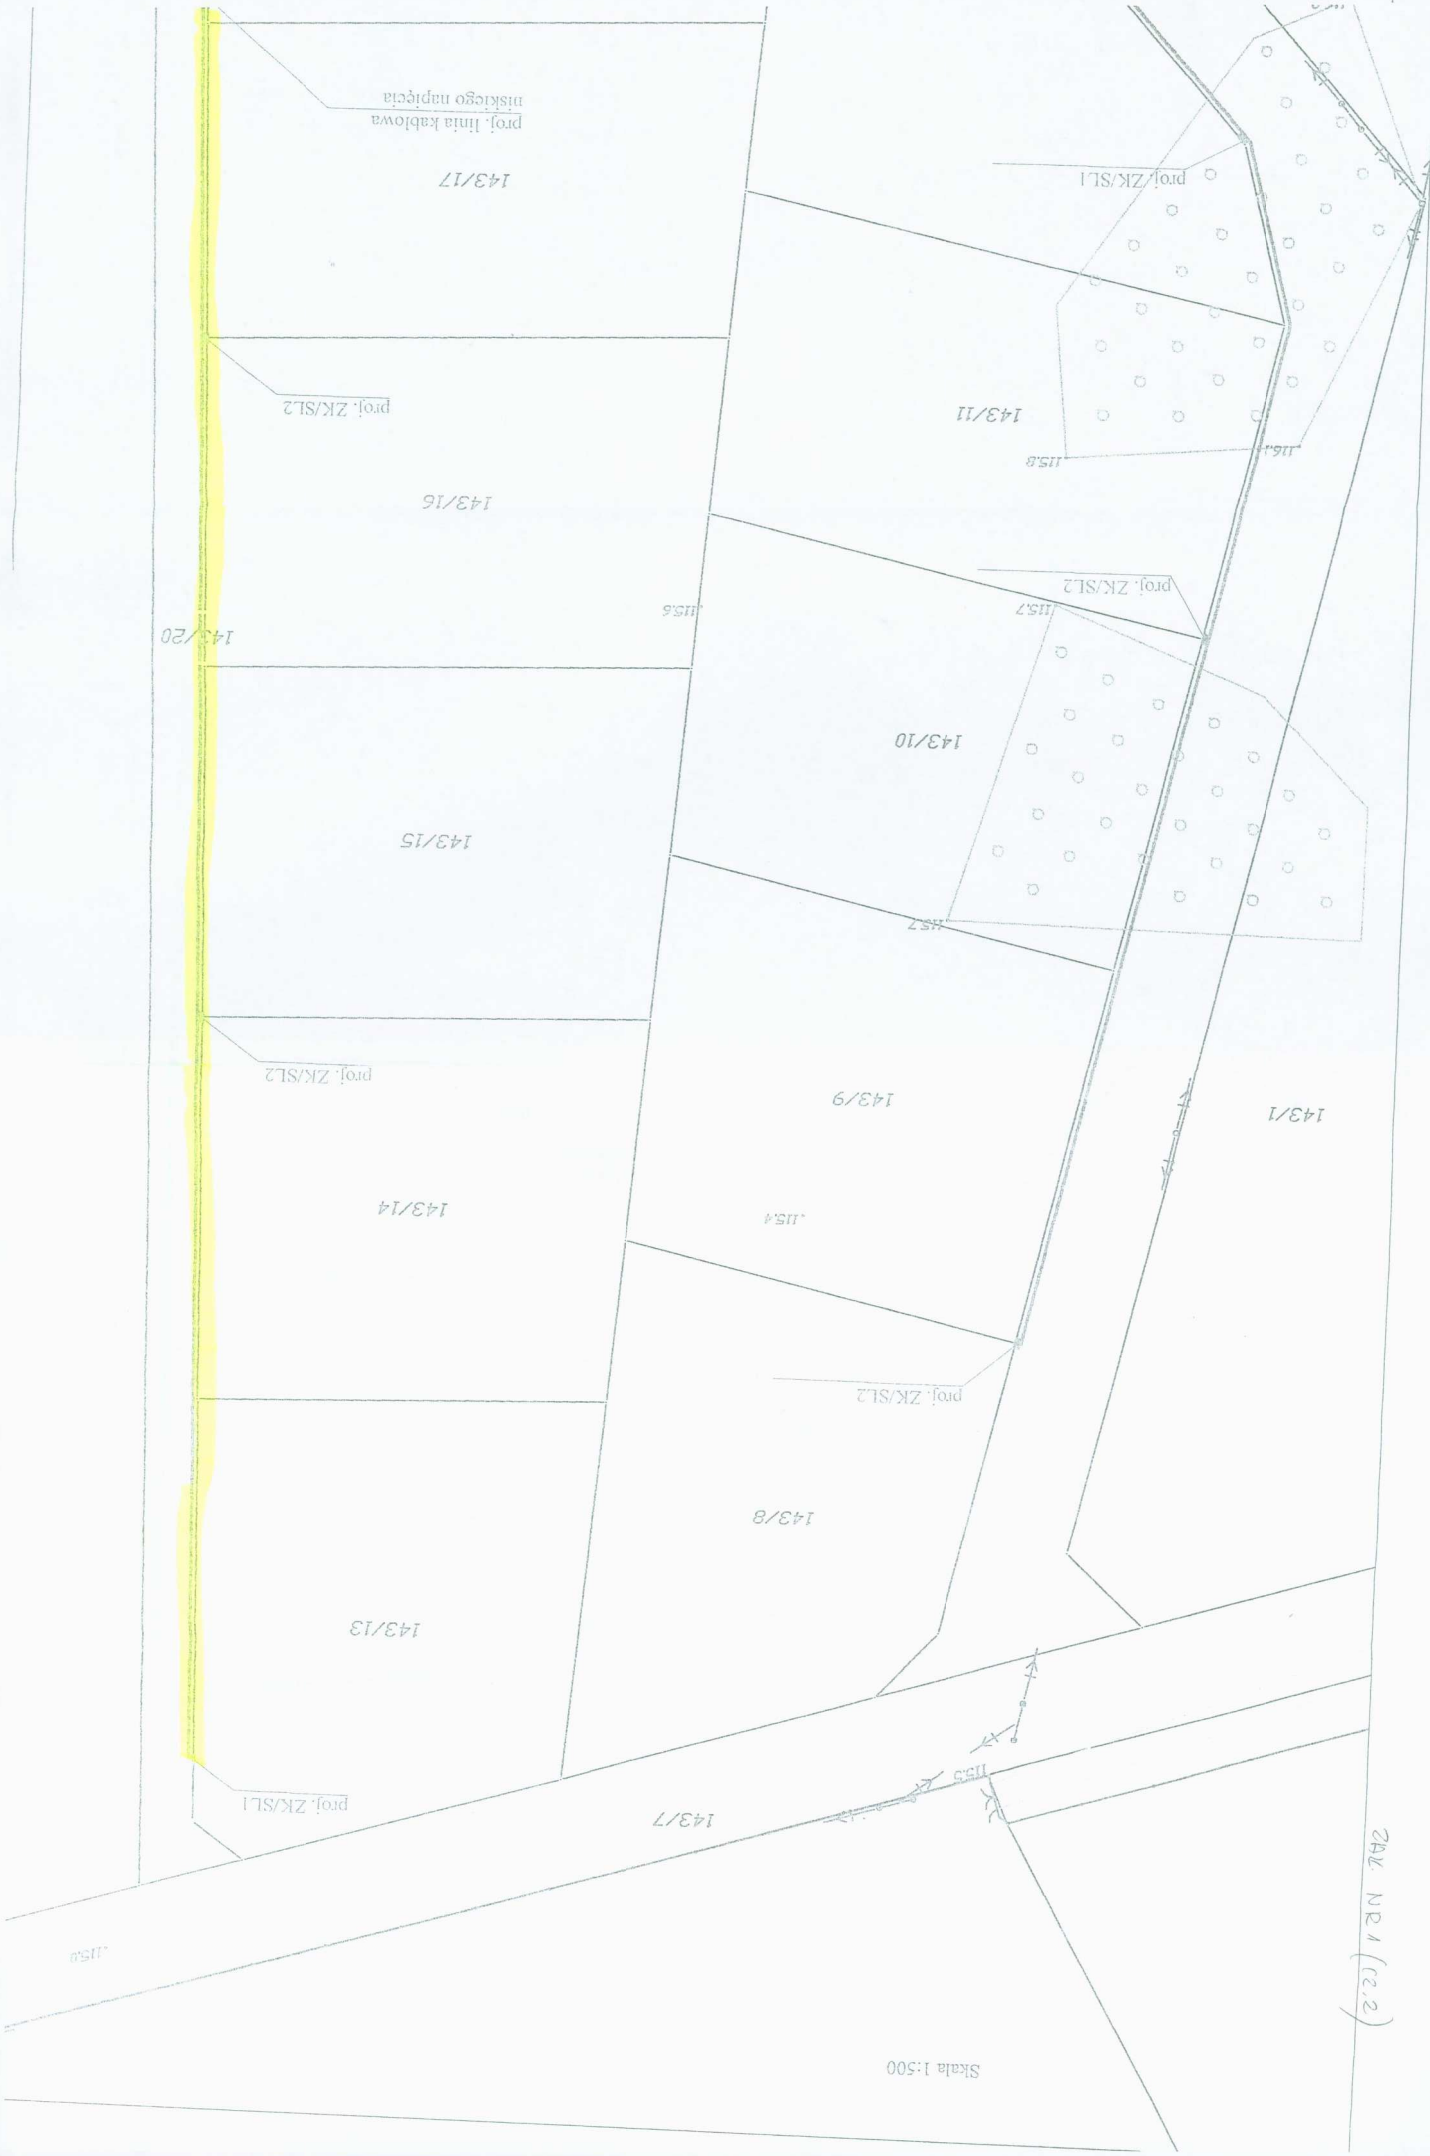 Skala 1:500
ZAŁ. NR 1 (cz.2)
.115.8
143/7
115.5
proj. ZK/SL1
143/13
143/8
proj. ZK/SL2
.115.4
143/14
143/9
143/1
proj. ZK/SL2
115.7
143/15
143/10
143/20
.115.6
115.7
proj. ZK/SL2
143/16
115.8
116.1
143/11
proj. ZK/SL2
143/17
proj. ZK/SL1
proj. linia kablowa
niskiego napięcia